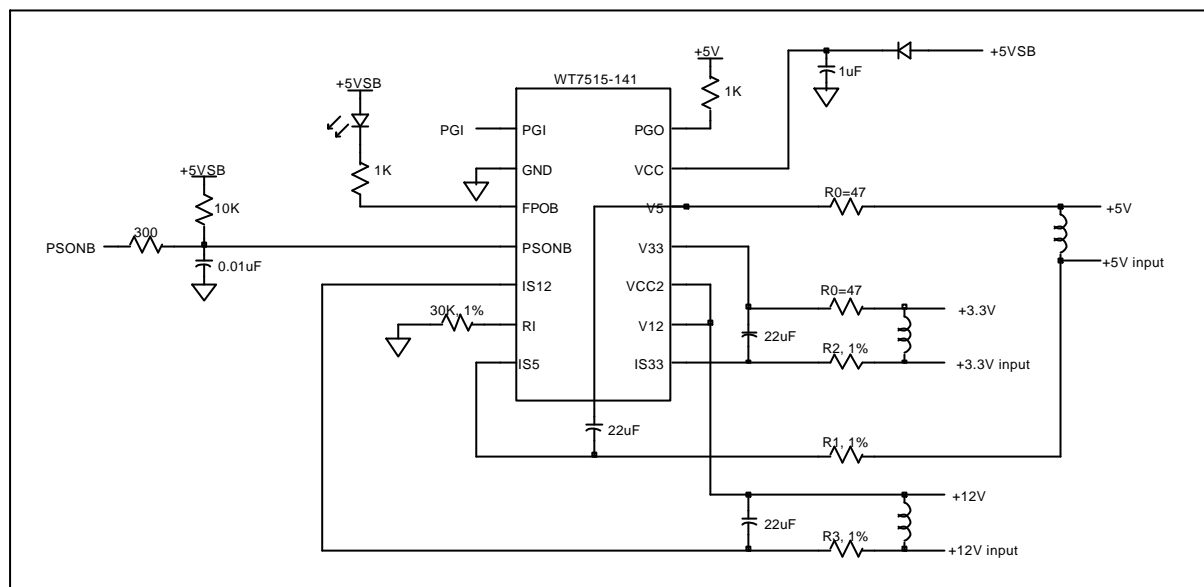 +5V
+5VSB
1uF
WT7515-141
+5VSB
1K
PGI
PGI
PGO
1K
GND
VCC
+5VSB
R0=47
10K
FPOB
V5
+5V
300
PSONB
PSONB
V33
0.01uF
+5V input
IS12
VCC2
R0=47
30K, 1%
+3.3V
RI
V12
22uF
R2, 1%
IS5
IS33
+3.3V input
22uF
R1, 1%
+12V
22uF
R3, 1%
+12V input